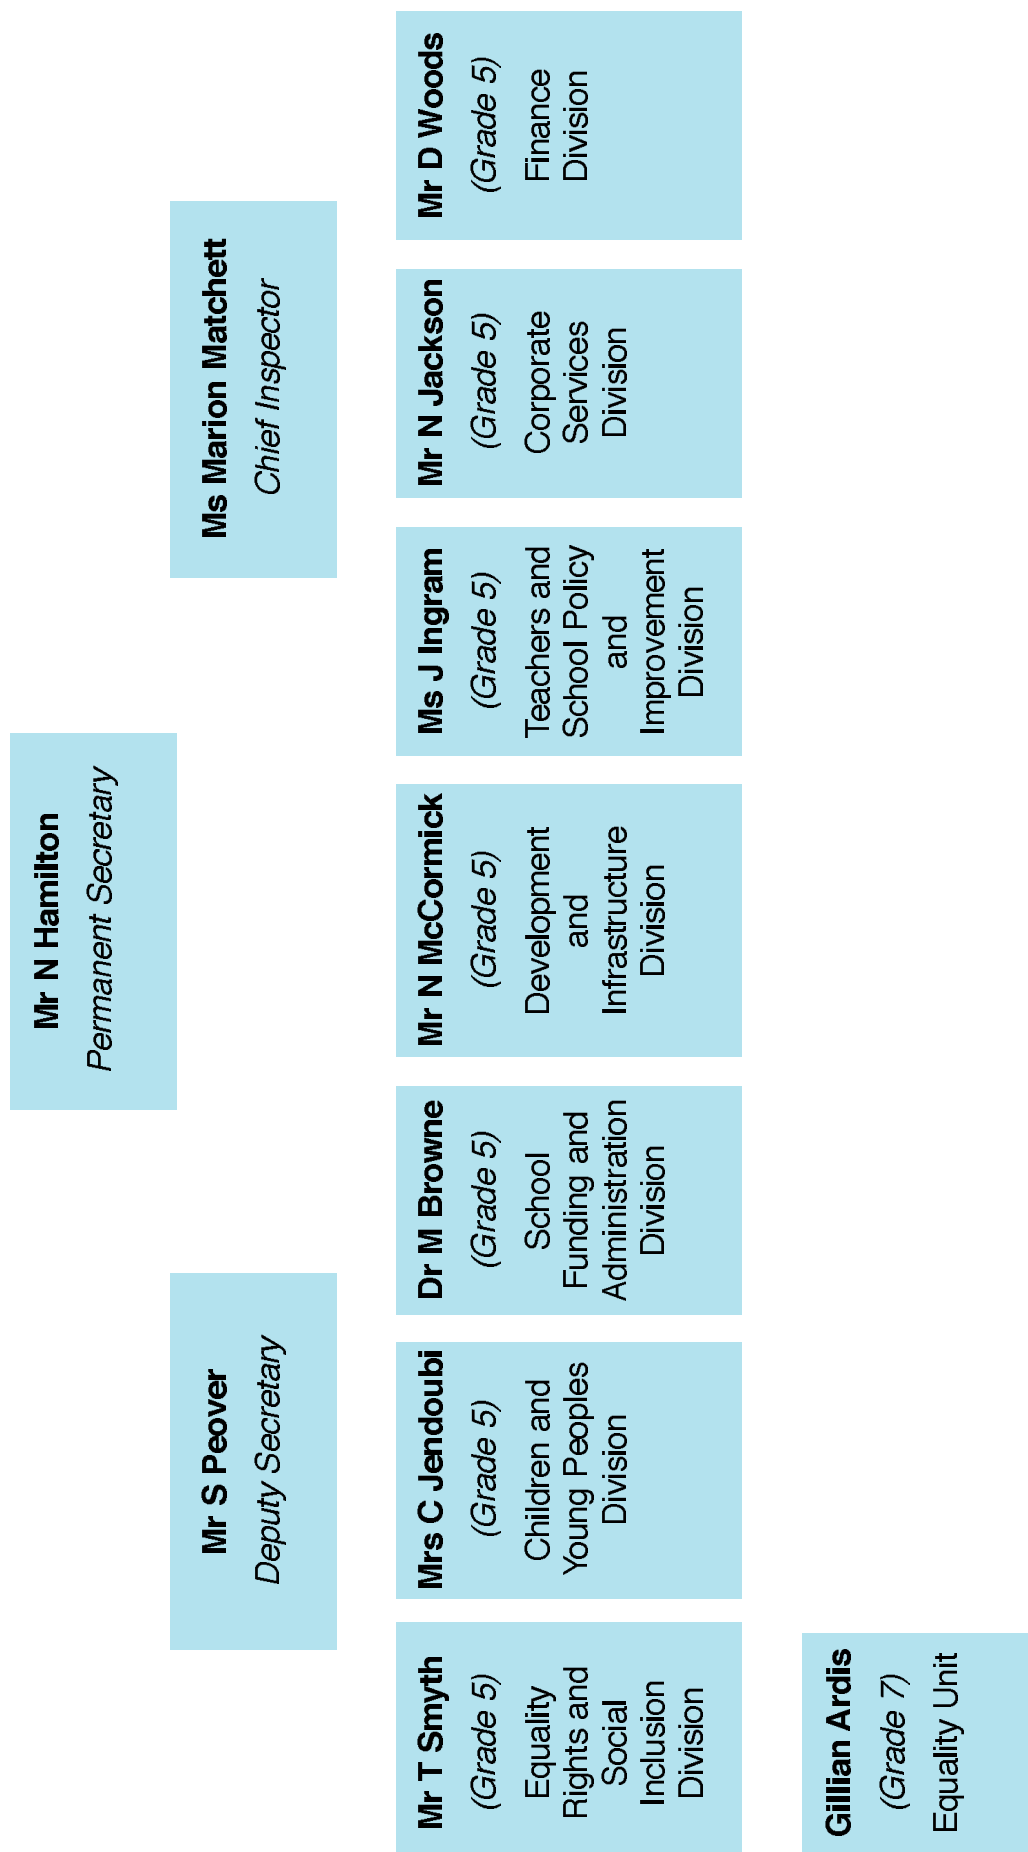 Mr N Hamilton
Permanent Secretary
Mr S Peover
Deputy Secretary
Ms Marion Matchett
Chief Inspector
Mr T Smyth
(Grade 5)
Equality
Rights and
Social
Inclusion
Division
Mrs C Jendoubi
(Grade 5)
Children and
Young Peoples
Division
Dr M Browne
(Grade 5)
School
Funding and
Administration
Division
Mr N McCormick
(Grade 5)
Development
and
Infrastructure
Division
Ms J Ingram
(Grade 5)
Teachers and
School Policy
and
Improvement
Division
Mr N Jackson
(Grade 5)
Corporate
Services
Division
Mr D Woods
(Grade 5)
Finance
Division
Gillian Ardis
(Grade 7)
Equality Unit